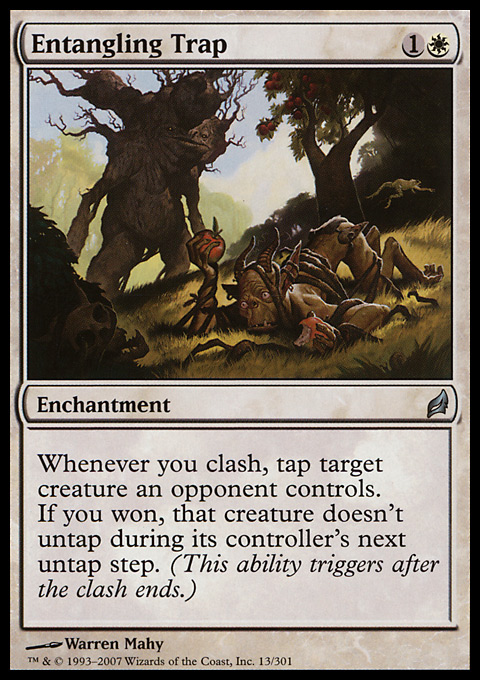 Entangling Trap 1
Enchantment
Whenever you clash, tap target
creature an opponent controls.
If you won, that creature doesn't
untap during its controller's next
untap step. (This ability triggers after
the clash ends.)
Warren Mahy
™ & © 1993–2007 Wizards of the Coast, Inc. 13/301